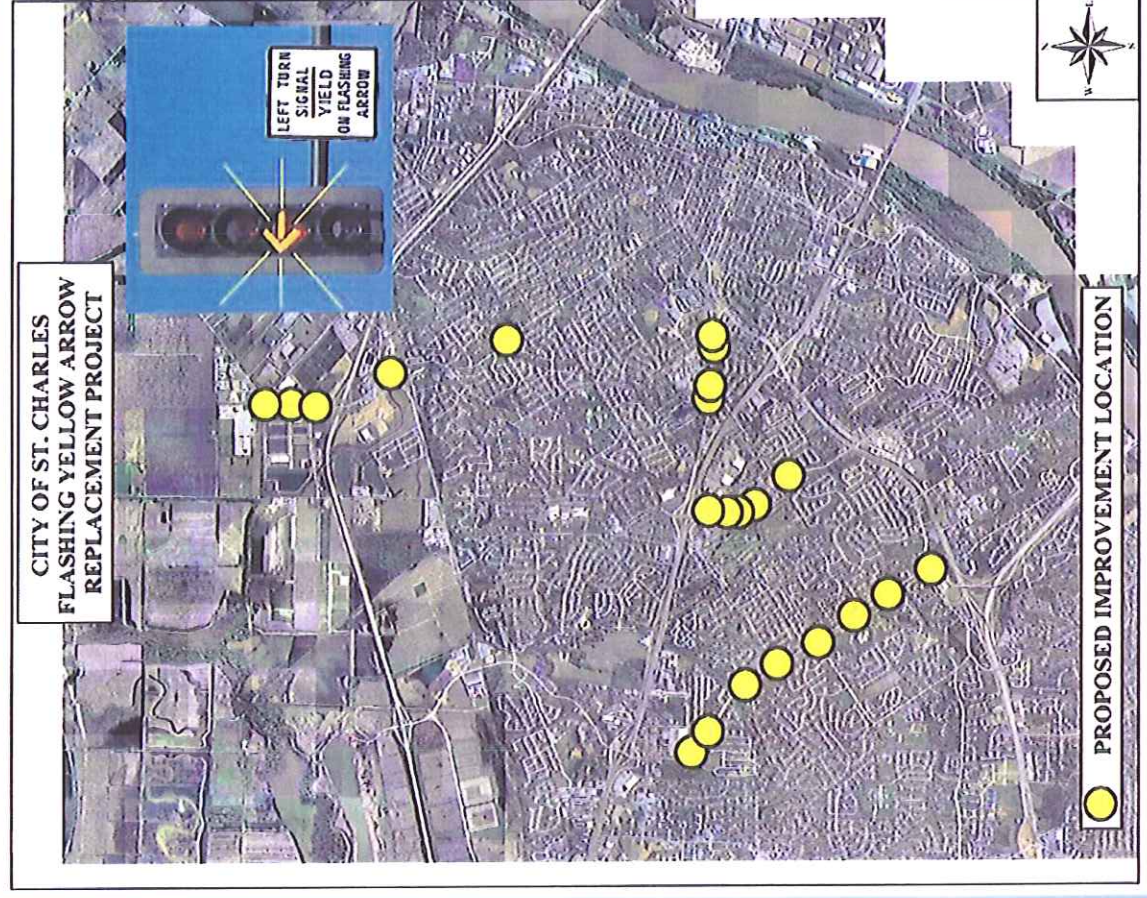 CITY OF ST. CHARLES
FLASHING YELLOW ARROW
REPLACEMENT PROJECT
LEFT TURN
SIGNAL
YIELD
ON FLASHING
ARROW
N
W
E
S
PROPOSED IMPROVEMENT LOCATION